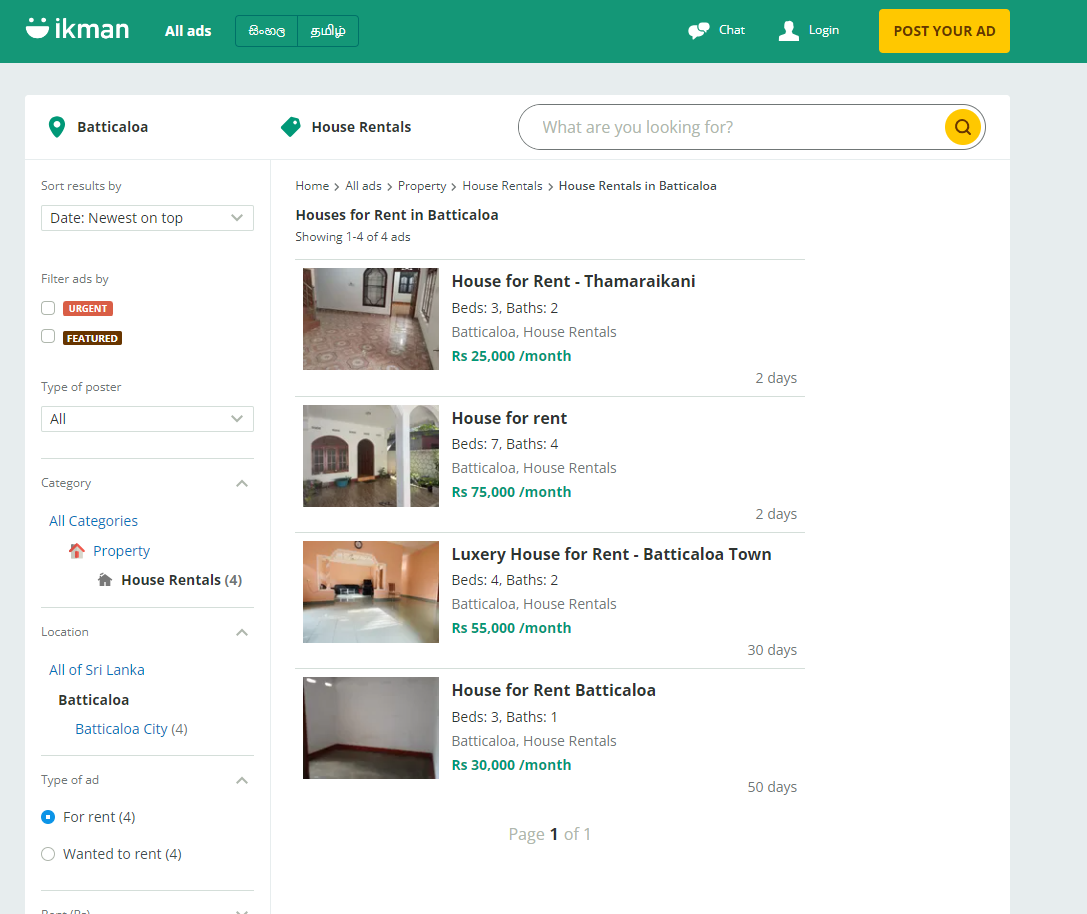 ikman
All ads
සිංහල
தமிழ்
Chat
Login
POST YOUR AD
Batticaloa
House Rentals
What are you looking for?
Sort results by
Date: Newest on top
Filter ads by
URGENT
FEATURED
Type of poster
All
Category
All Categories
Property
House Rentals (4)
Location
All of Sri Lanka
Batticaloa
Batticaloa City (4)
Type of ad
For rent (4)
Wanted to rent (4)
Rent (Rs)
Home > All ads > Property > House Rentals > House Rentals in Batticaloa
Houses for Rent in Batticaloa
Showing 1-4 of 4 ads
House for Rent - Thamaraikani
Beds: 3, Baths: 2
Batticaloa, House Rentals
Rs 25,000 /month
2 days
House for rent
Beds: 7, Baths: 4
Batticaloa, House Rentals
Rs 75,000 /month
2 days
Luxery House for Rent - Batticaloa Town
Beds: 4, Baths: 2
Batticaloa, House Rentals
Rs 55,000 /month
30 days
House for Rent Batticaloa
Beds: 3, Baths: 1
Batticaloa, House Rentals
Rs 30,000 /month
50 days
Page 1 of 1